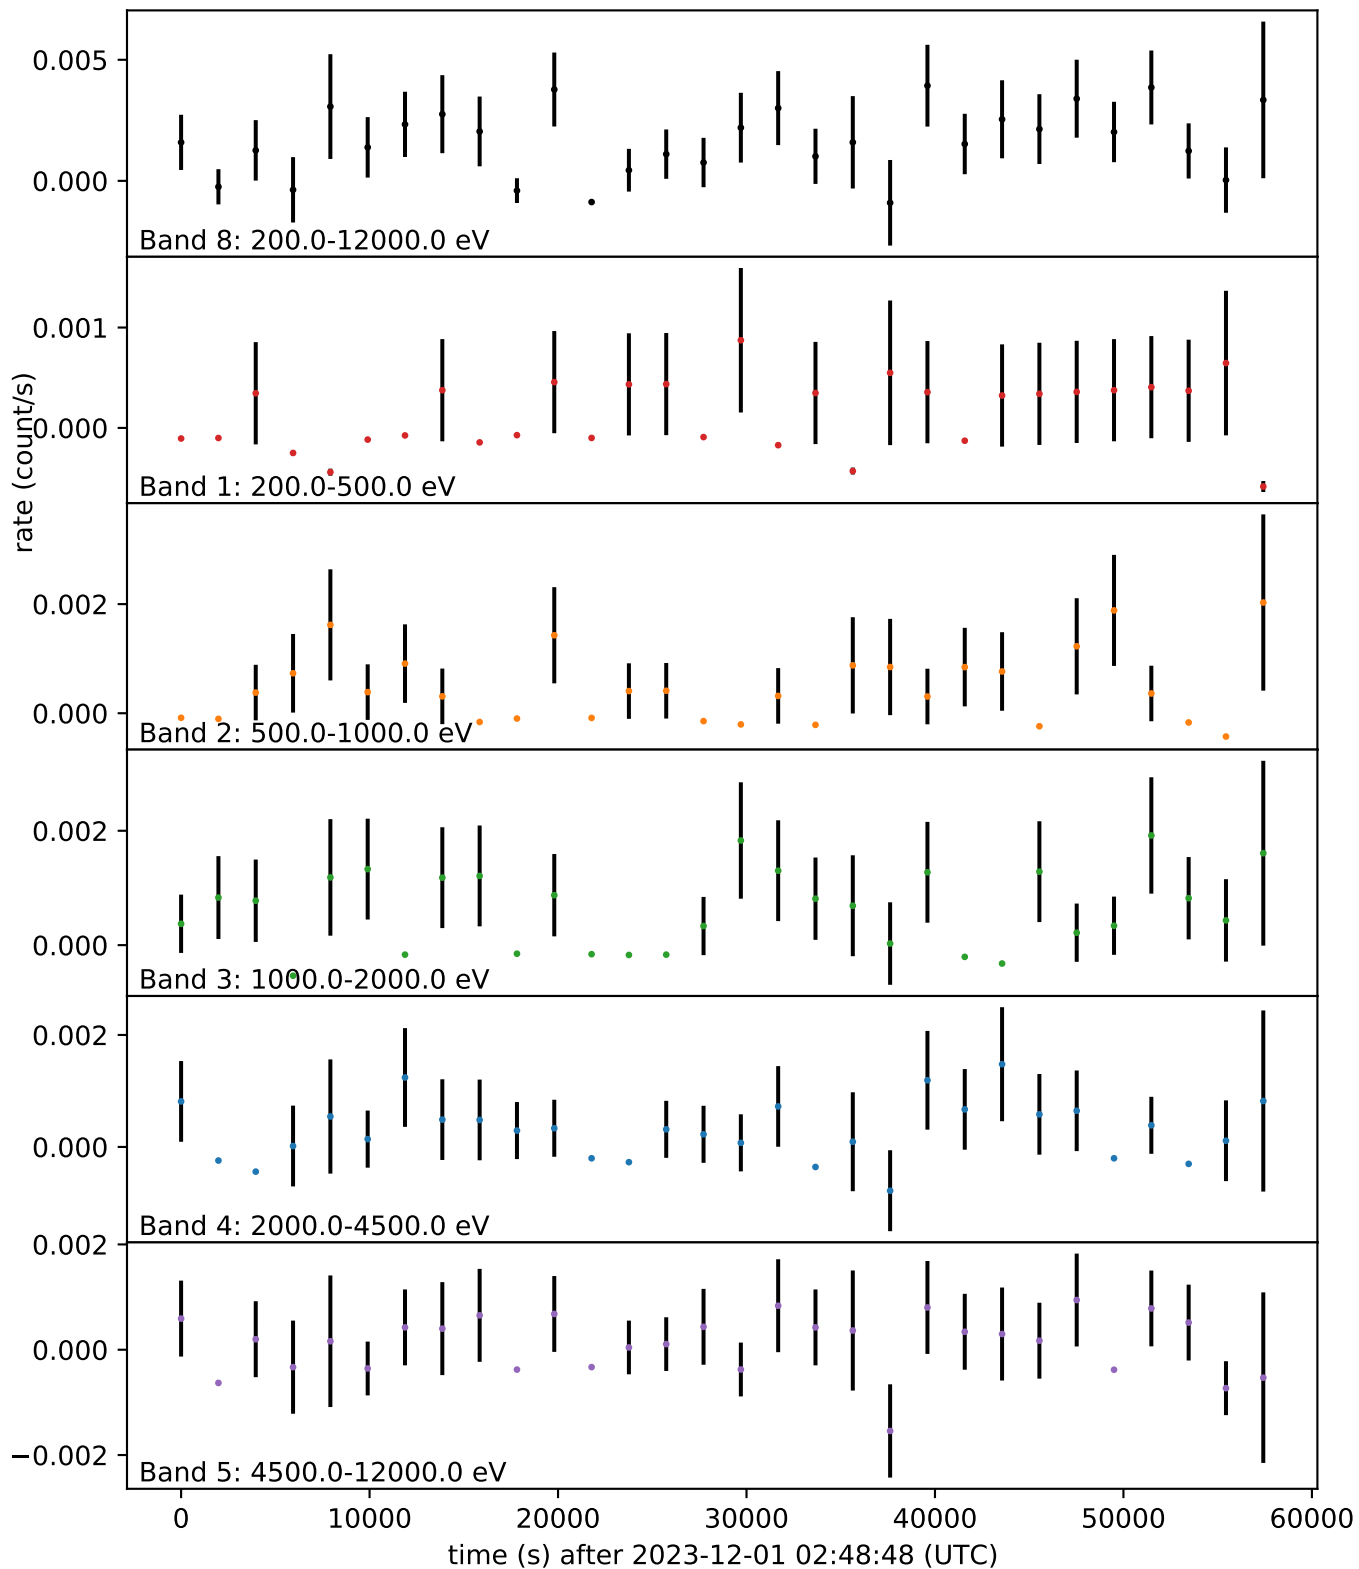 0.005
0.000
Band 8: 200.0-12000.0 eV
0.001
0.000
Band 1: 200.0-500.0 eV
rate (count/s)
0.002
0.000
Band 2: 500.0-1000.0 eV
0.002
0.000
Band 3: 1000.0-2000.0 eV
0.002
0.000
Band 4: 2000.0-4500.0 eV
0.002
0.000
−0.002
Band 5: 4500.0-12000.0 eV
0 10000 20000 30000 40000 50000 60000
time (s) after 2023-12-01 02:48:48 (UTC)